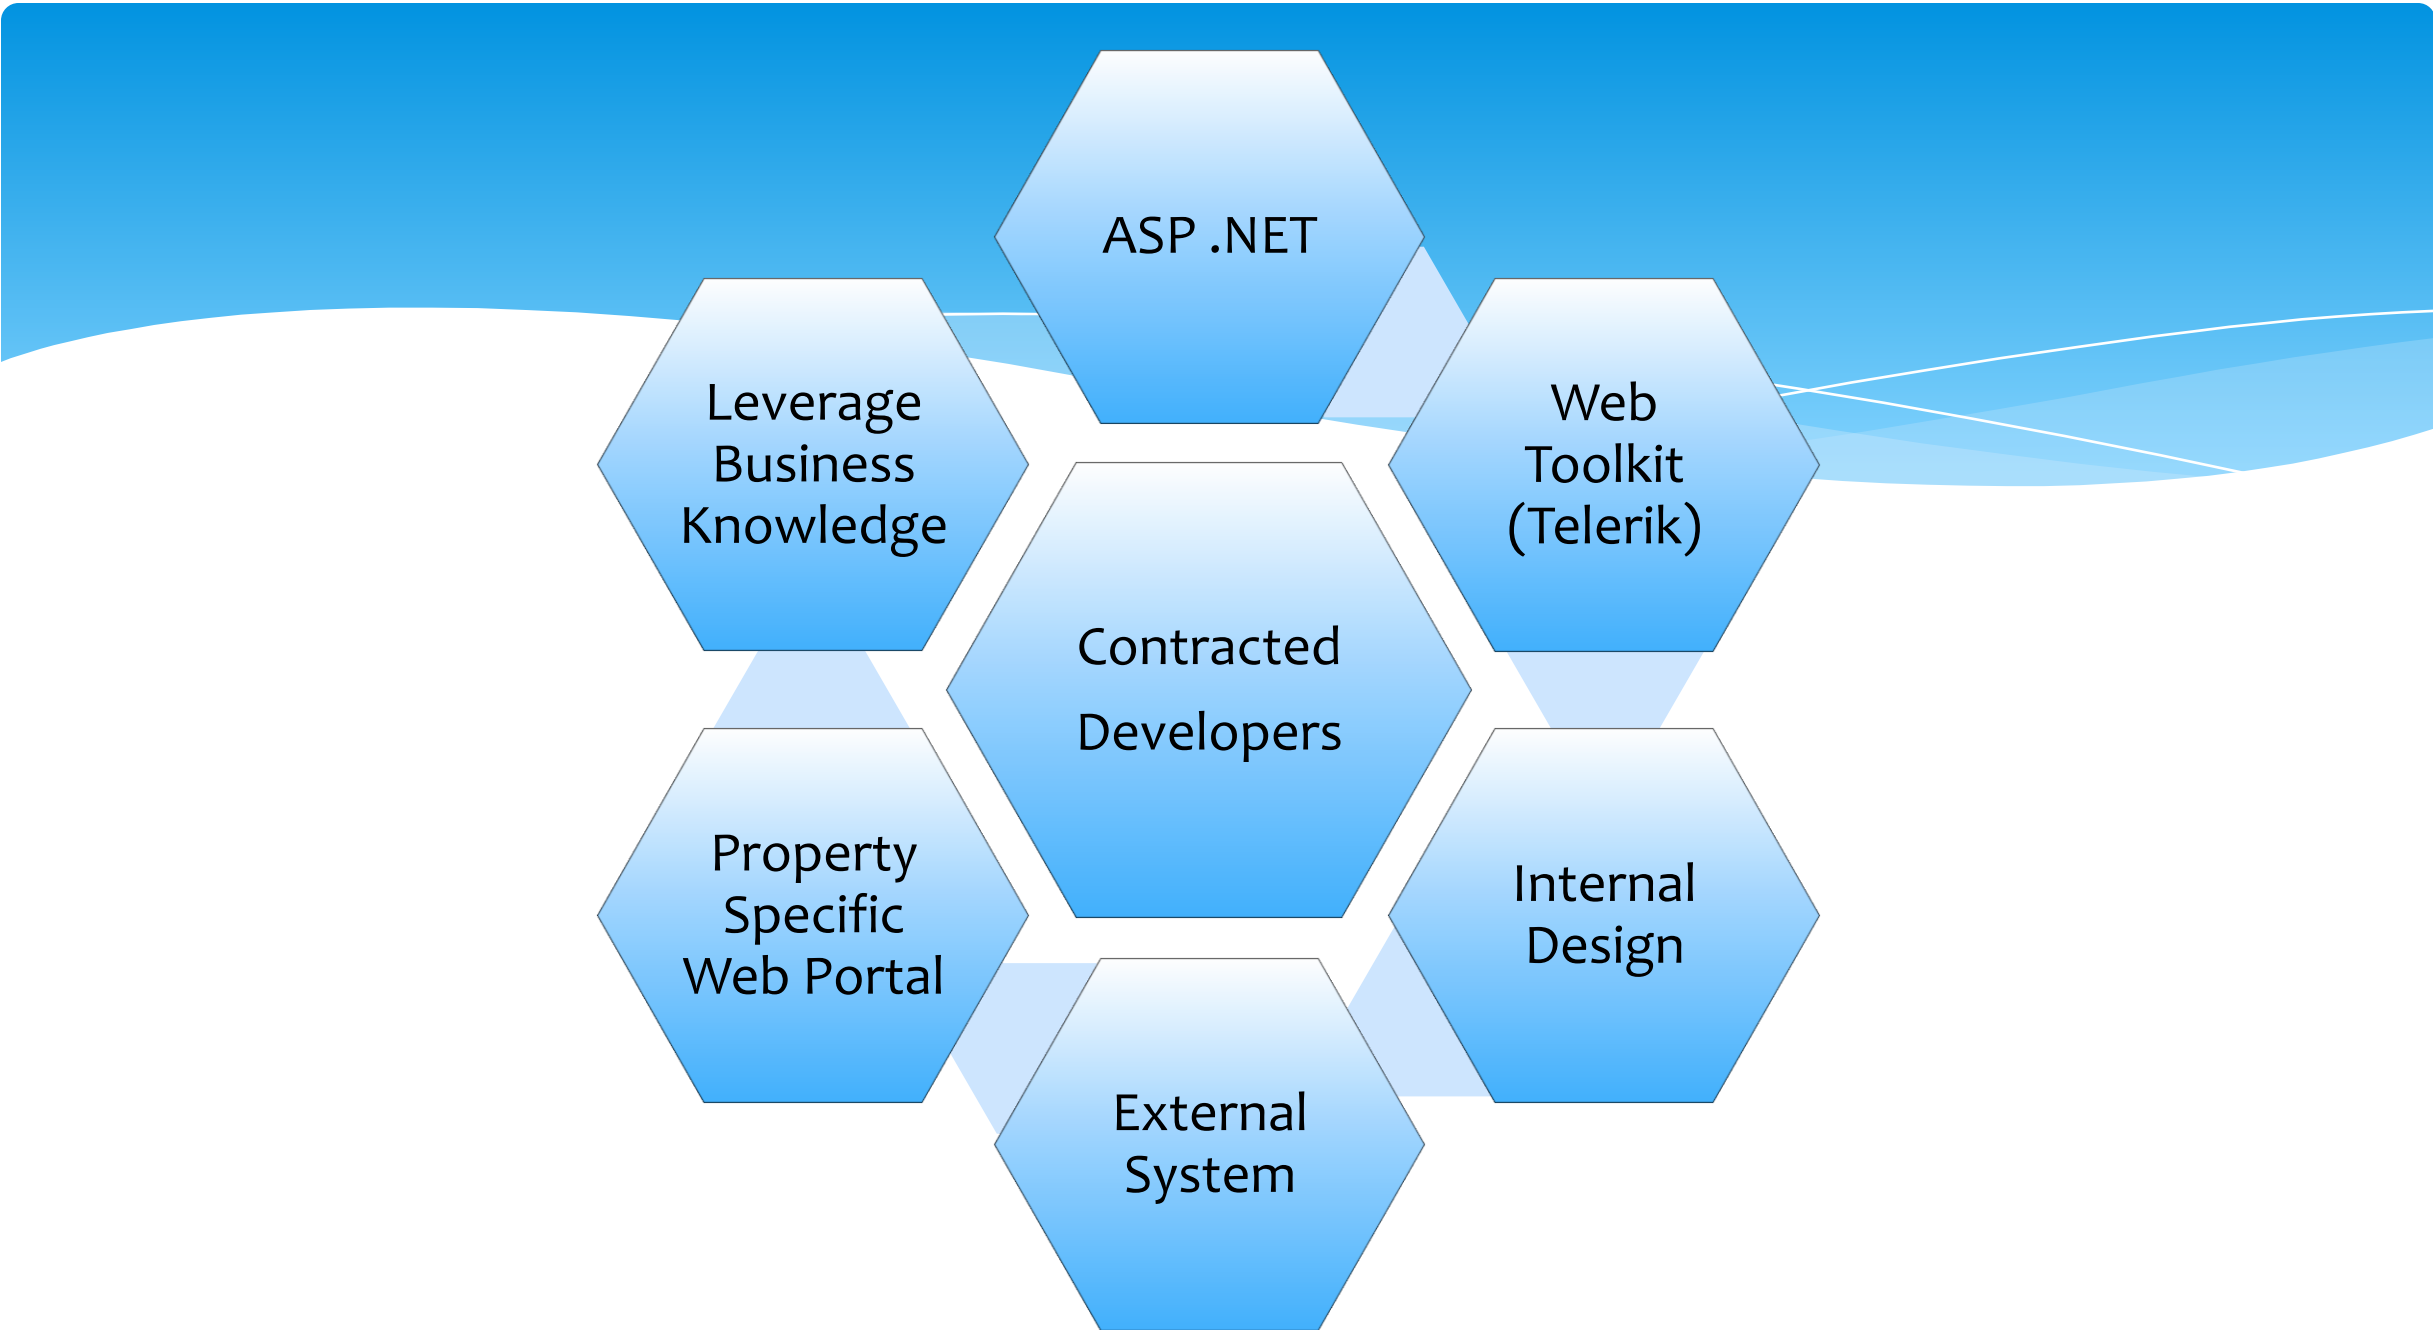 ASP .NET
Leverage
Business
Knowledge
Web
Toolkit
(Telerik)
Contracted
Developers
Property
Specific
Web Portal
Internal
Design
External
System